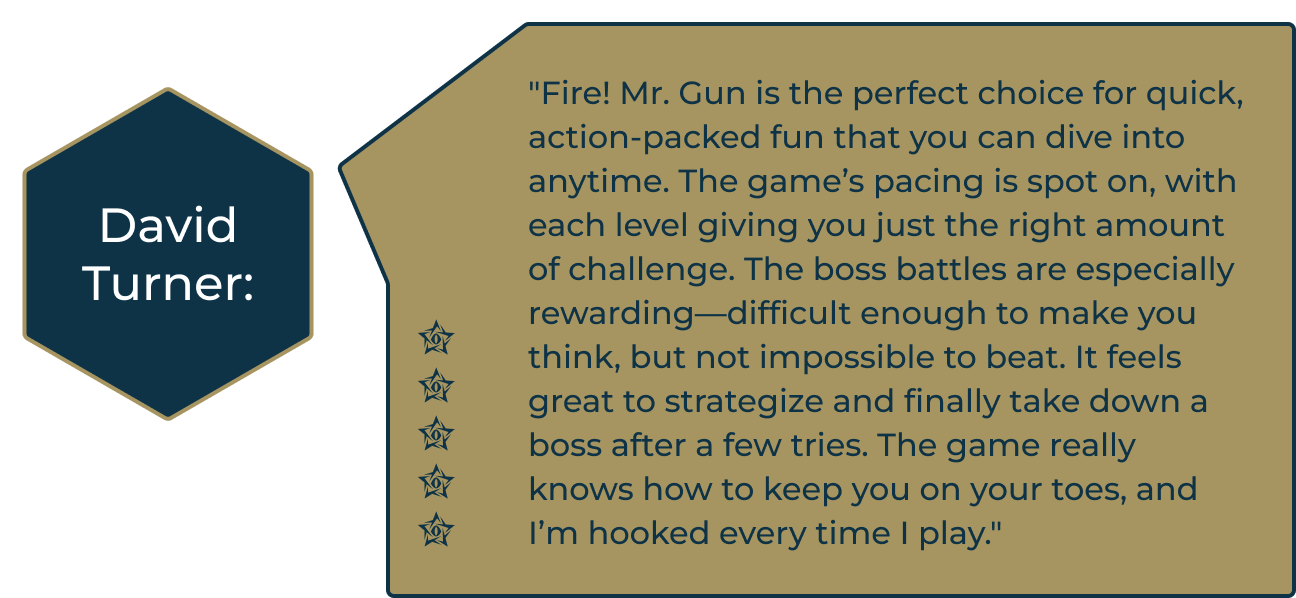 David
Turner:
"Fire! Mr. Gun is the perfect choice for quick,
action-packed fun that you can dive into
anytime. The game’s pacing is spot on, with
each level giving you just the right amount
of challenge. The boss battles are especially
rewarding—difficult enough to make you
think, but not impossible to beat. It feels
great to strategize and finally take down a
boss after a few tries. The game really
knows how to keep you on your toes, and
I’m hooked every time I play."